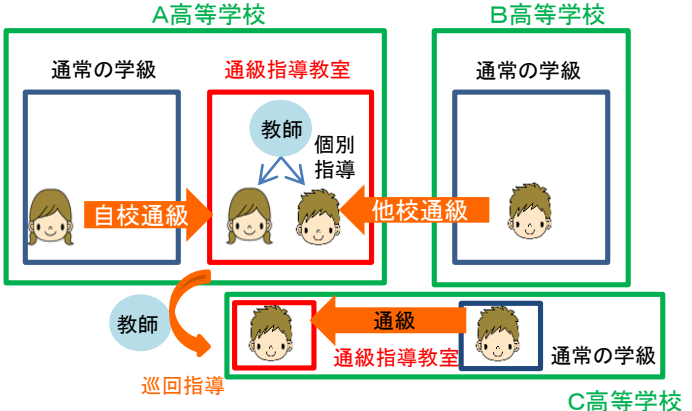 A高等学校
B高等学校
通常の学級
通級指導教室
通常の学級
教師
個別
指導
自校通級
他校通級
教師
通級
通級指導教室
通常の学級
巡回指導
C高等学校